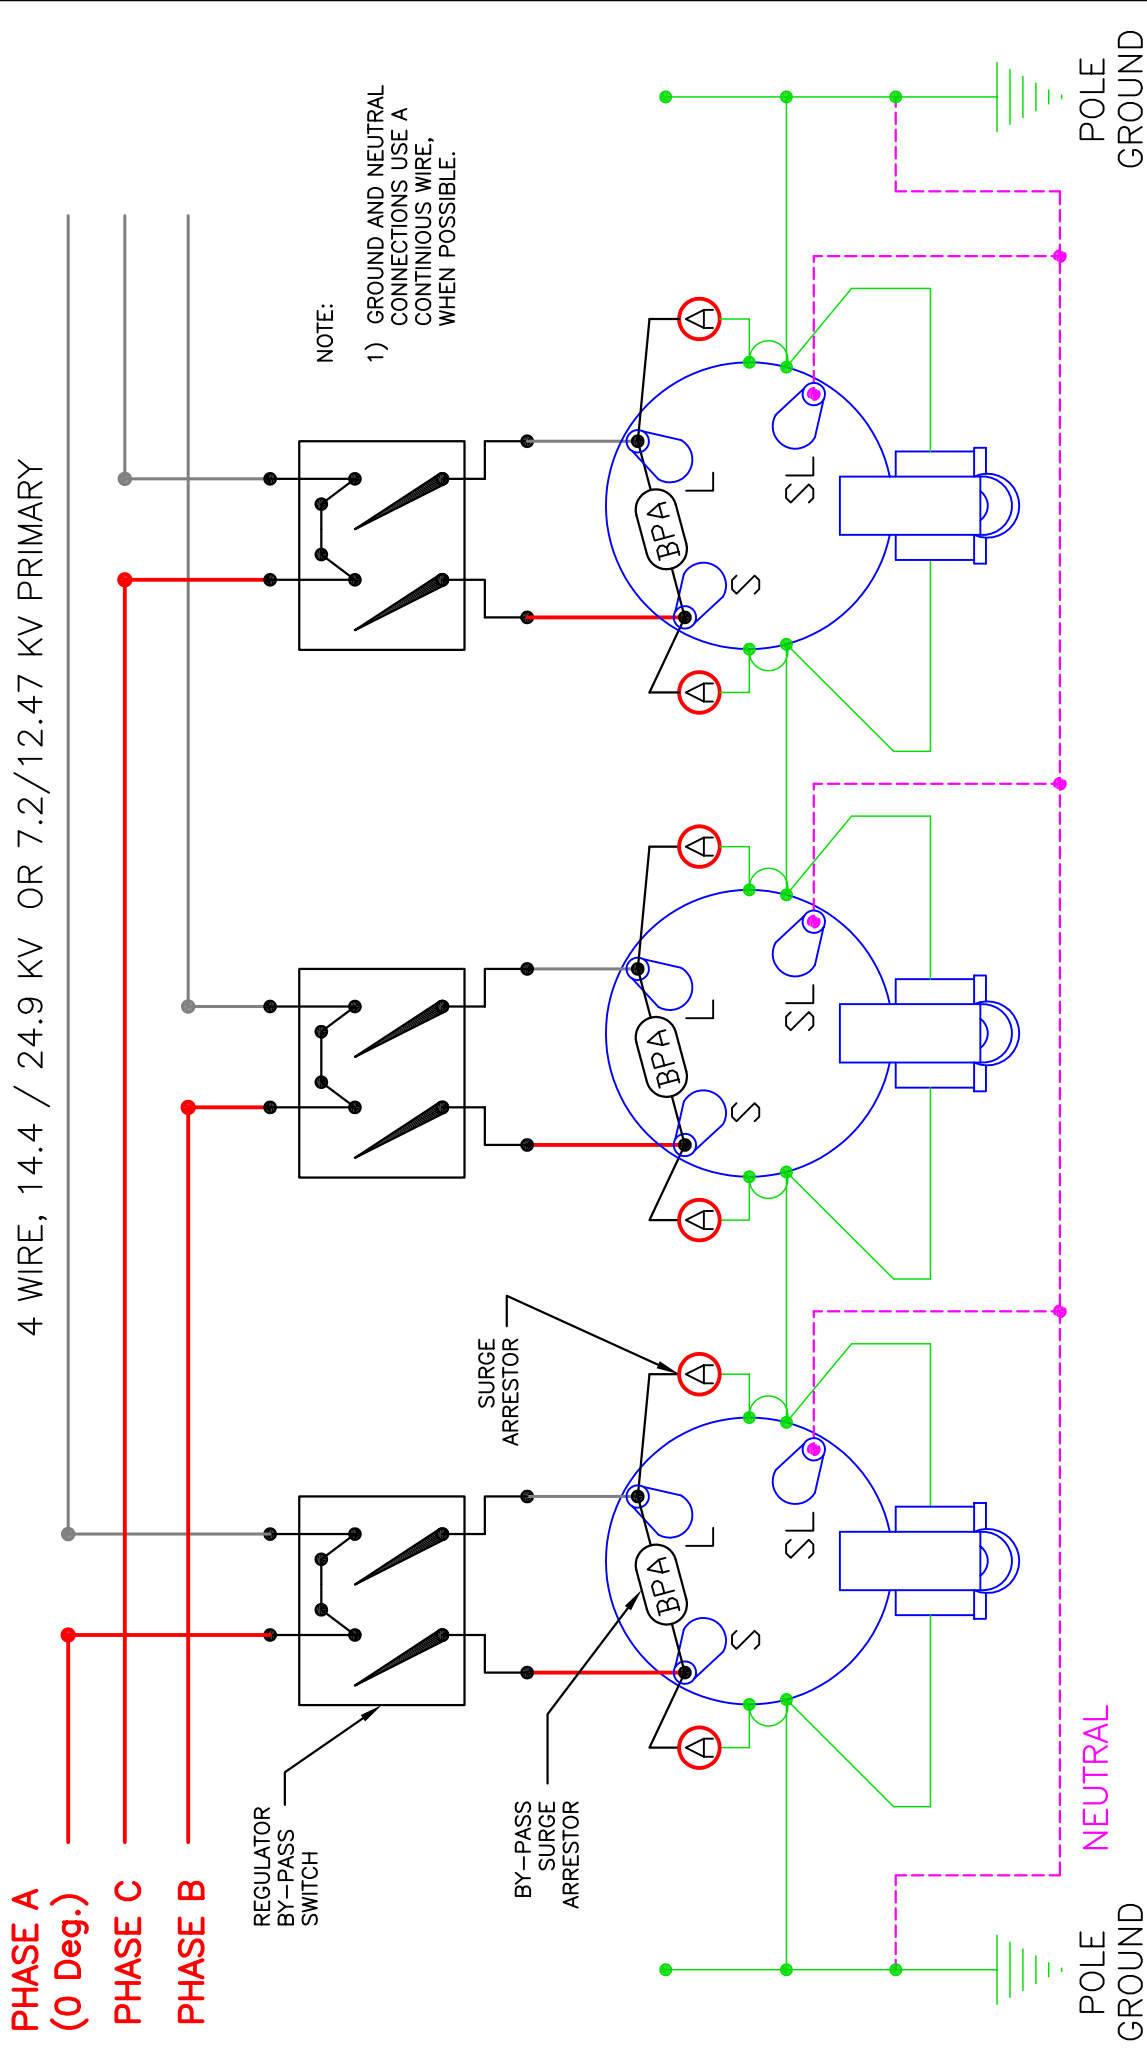 4 WIRE, 14.4 / 24.9 KV OR 7.2/12.47 KV PRIMARY
PHASE A
(0 Deg.)
PHASE C
PHASE B
NOTE:
1) GROUND AND NEUTRAL
CONNECTIONS USE A
CONTINIOUS WIRE,
WHEN POSSIBLE.
REGULATOR
BY-PASS
SWITCH
SURGE
ARRESTOR
BY-PASS
SURGE
ARRESTOR
A
BPA
A
S
L
SL
A
BPA
A
S
L
SL
A
BPA
A
S
L
SL
NEUTRAL
POLE
GROUND
POLE
GROUND